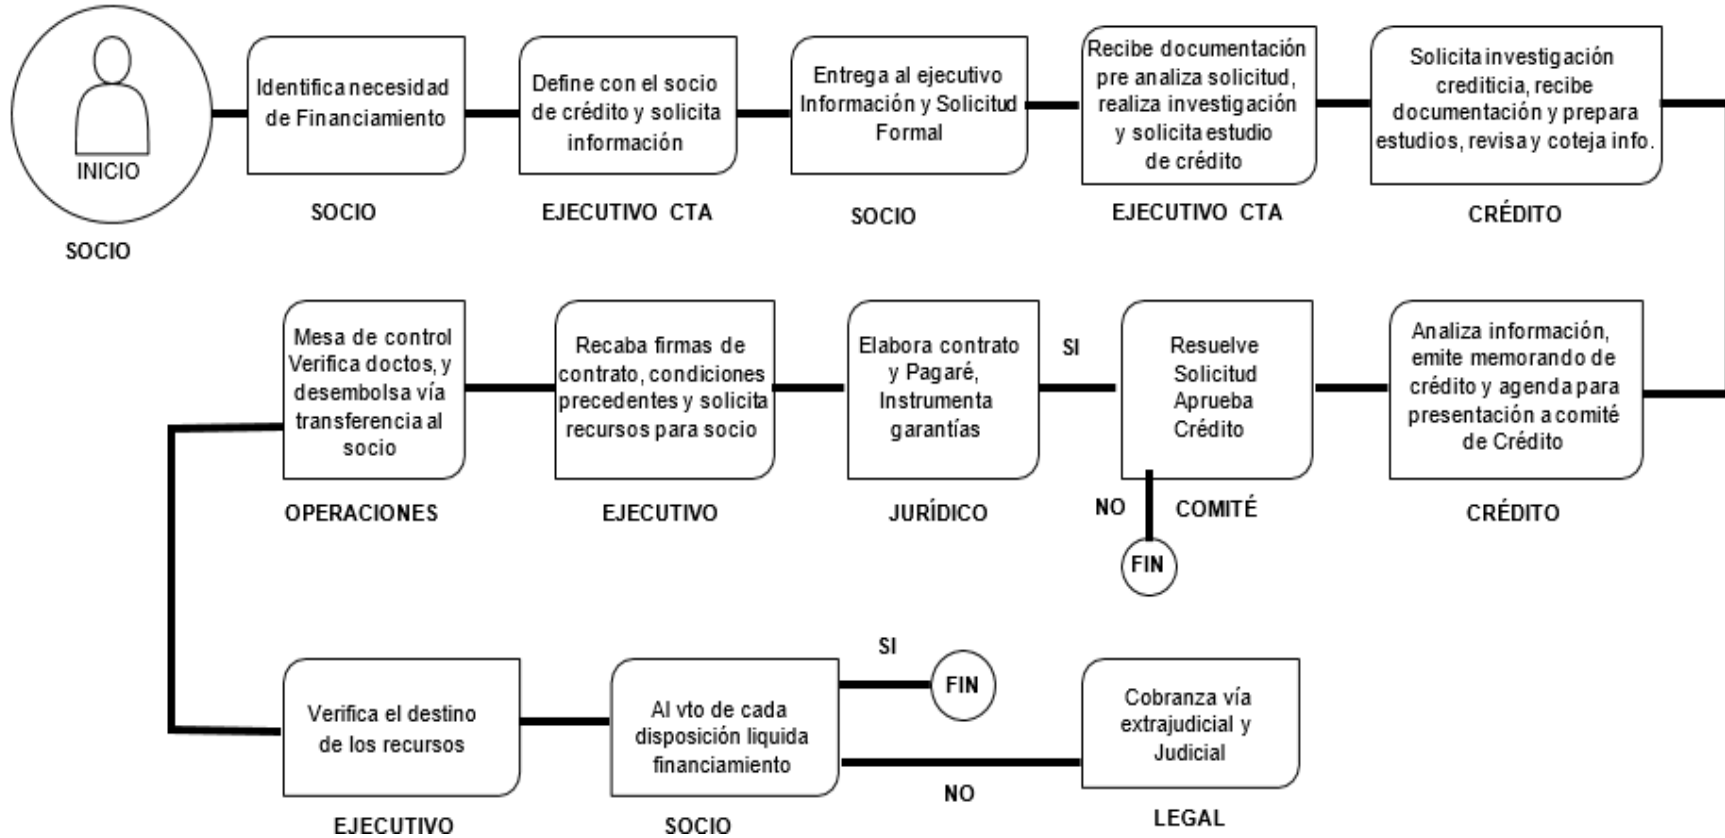 INICIO
SOCIO
Identifica necesidad
de Financiamiento
SOCIO
Define con el socio
de crédito y solicita
información
EJECUTIVO CTA
Entrega al ejecutivo
Información y Solicitud
Formal
SOCIO
Recibe documentación
pre analiza solicitud,
realiza investigación
y solicita estudio
de crédito
EJECUTIVO CTA
Solicita investigación
crediticia, recibe
documentación y prepara
estudios, revisa y coteja info.
CRÉDITO
Analiza información,
emite memorando de
crédito y agenda para
presentación a comité
de Crédito
CRÉDITO
Resuelve
Solicitud
Aprueba
Crédito
COMITÉ
NO
FIN
SI
Elabora contrato
y Pagaré,
Instrumenta
garantías
JURÍDICO
Recaba firmas de
contrato, condiciones
precedentes y solicita
recursos para socio
EJECUTIVO
Mesa de control
Verifica doctos, y
desembolsa vía
transferencia al
socio
OPERACIONES
Verifica el destino
de los recursos
EJECUTIVO
Al vto de cada
disposición liquida
financiamiento
SOCIO
SI
FIN
NO
Cobranza vía
extrajudicial y
Judicial
LEGAL